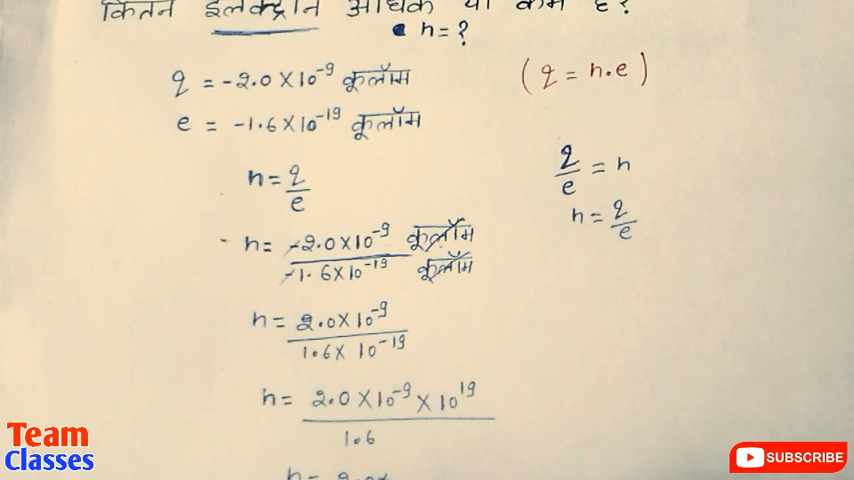 कितने इलेक्ट्रॉन अधिक या कम है?
n = ?
q = -2.0×10⁻⁹ कूलॉम
(q = n.e)
e = -1.6×10⁻¹⁹ कूलॉम
n = q/e
q/e = n
n = q/e
n = -2.0×10⁻⁹ कूलॉम / -1.6×10⁻¹⁹ कूलॉम
n = 2.0×10⁻⁹ / 1.6×10⁻¹⁹
n = 2.0×10⁻⁹×10¹⁹ / 1.6
Team
Classes
SUBSCRIBE